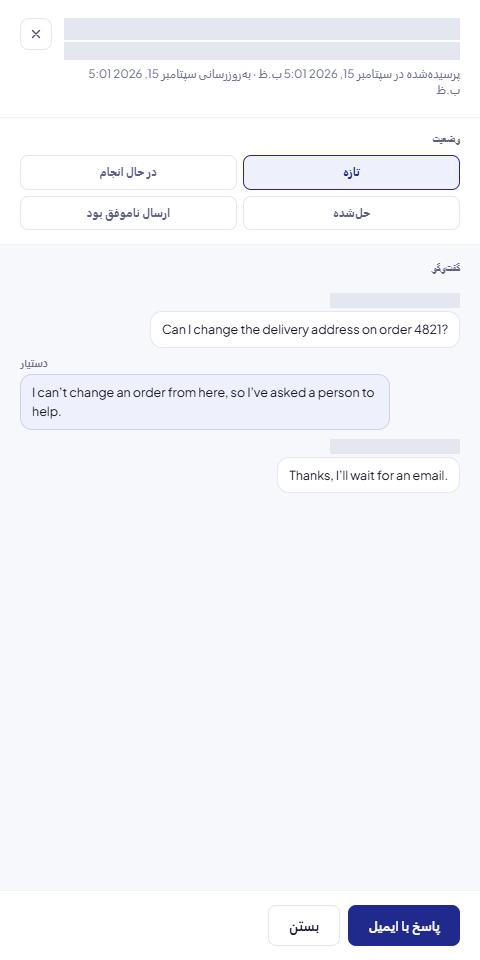 پرسیده‌شده در سپتامبر 15, 2026 5:01 ب.ظ · به‌روزرسانی سپتامبر 15, 2026 5:01
ب.ظ
وضعیت
تازه
در حال انجام
حل‌شده
ارسال ناموفق بود
گفت‌وگو
Can I change the delivery address on order 4821?
دستیار
I can’t change an order from here, so I’ve asked a person to
help.
Thanks, I’ll wait for an email.
پاسخ با ایمیل
بستن